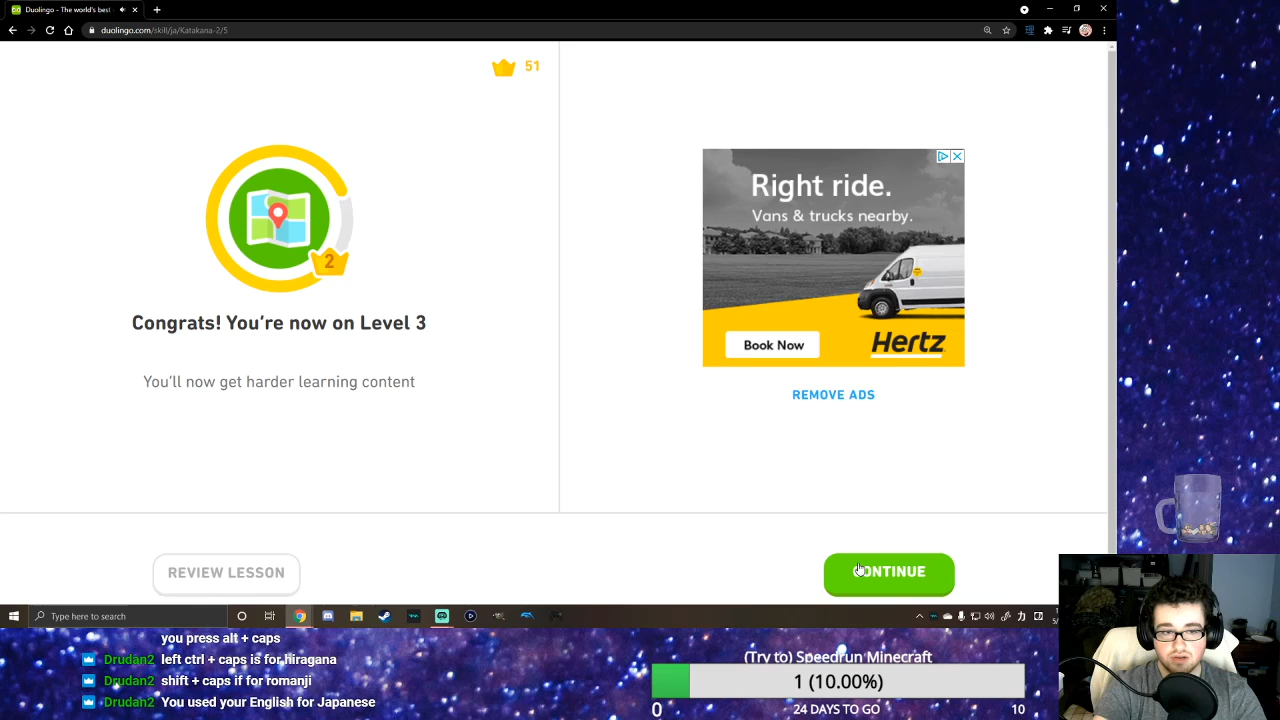 Duolingo - The world's best
duolingo.com/skill/ja/Katakana-2/5
51
2
Congrats! You're now on Level 3
You'll now get harder learning content
Right ride.
Vans & trucks nearby.
Book Now
Hertz
REMOVE ADS
REVIEW LESSON
CONTINUE
Type here to search
力
you press alt + caps
Drudan2 left ctrl + caps is for hiragana
Drudan2 shift + caps if for romanji
Drudan2 You used your English for Japanese
(Try to) Speedrun Minecraft
1 (10.00%)
0
24 DAYS TO GO
10